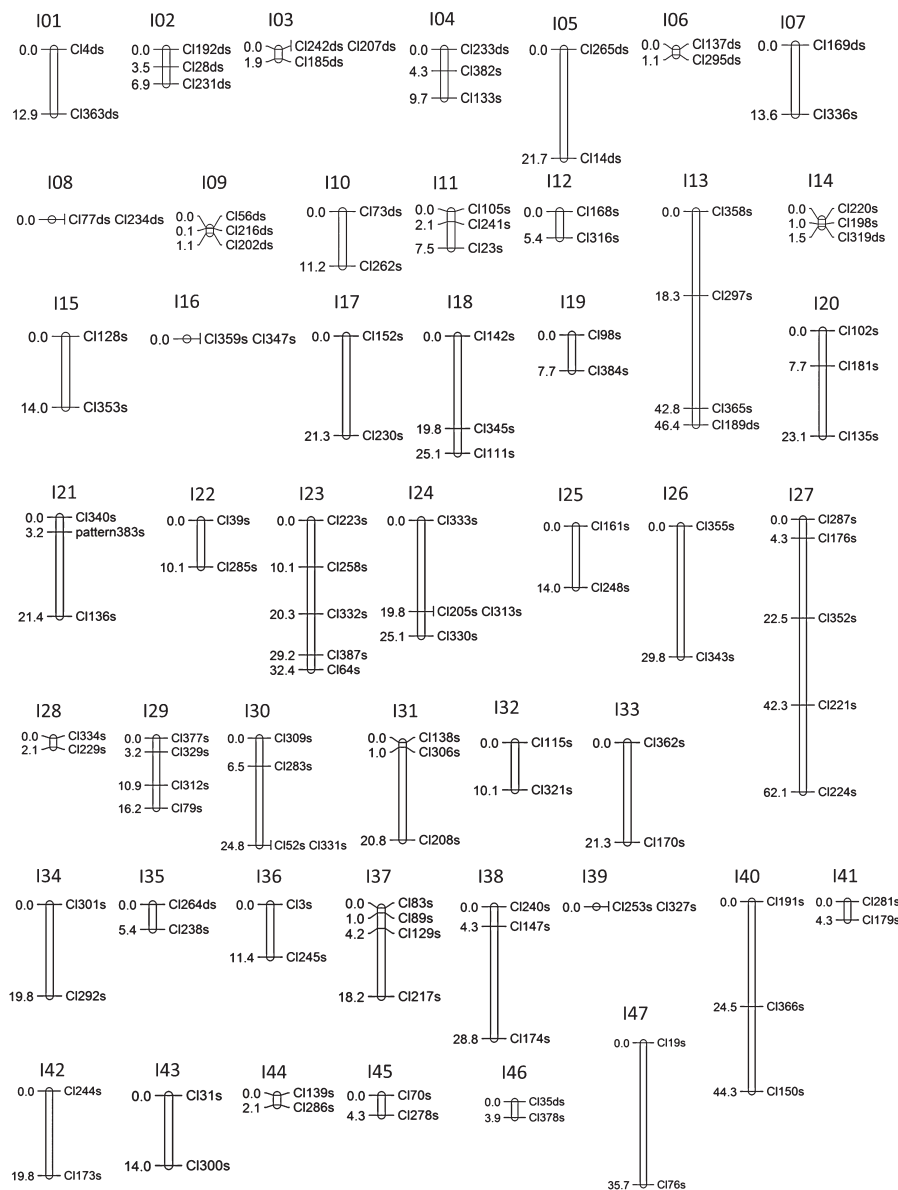 I01
0.0 Cl4ds
12.9 Cl363ds
I02
0.0 Cl192ds
3.5 Cl28ds
6.9 Cl231ds
I03
0.0 Cl242ds Cl207ds
1.9 Cl185ds
I04
0.0 Cl233ds
4.3 Cl382s
9.7 Cl133s
I05
0.0 Cl265ds
21.7 Cl14ds
I06
0.0 Cl137ds
1.1 Cl295ds
I07
0.0 Cl169ds
13.6 Cl336s
I08
0.0 Cl77ds Cl234ds
I09
0.0 Cl56ds
0.1 Cl216ds
1.1 Cl202ds
I10
0.0 Cl73ds
11.2 Cl262s
I11
0.0 Cl105s
2.1 Cl241s
7.5 Cl23s
I12
0.0 Cl168s
5.4 Cl316s
I13
0.0 Cl358s
18.3 Cl297s
42.8 Cl365s
46.4 Cl189ds
I14
0.0 Cl220s
1.0 Cl198s
1.5 Cl319ds
I15
0.0 Cl128s
14.0 Cl353s
I16
0.0 Cl359s Cl347s
I17
0.0 Cl152s
21.3 Cl230s
I18
0.0 Cl142s
19.8 Cl345s
25.1 Cl111s
I19
0.0 Cl98s
7.7 Cl384s
I20
0.0 Cl102s
7.7 Cl181s
23.1 Cl135s
I21
0.0 Cl340s
3.2 pattern383s
21.4 Cl136s
I22
0.0 Cl39s
10.1 Cl285s
I23
0.0 Cl223s
10.1 Cl258s
20.3 Cl332s
29.2 Cl387s
32.4 Cl64s
I24
0.0 Cl333s
19.8 Cl205s Cl313s
25.1 Cl330s
I25
0.0 Cl161s
14.0 Cl248s
I26
0.0 Cl355s
29.8 Cl343s
I27
0.0 Cl287s
4.3 Cl176s
22.5 Cl352s
42.3 Cl221s
62.1 Cl224s
I28
0.0 Cl334s
2.1 Cl229s
I29
0.0 Cl377s
3.2 Cl329s
10.9 Cl312s
16.2 Cl79s
I30
0.0 Cl309s
6.5 Cl283s
24.8 Cl52s Cl331s
I31
0.0 Cl138s
1.0 Cl306s
20.8 Cl208s
I32
0.0 Cl115s
10.1 Cl321s
I33
0.0 Cl362s
21.3 Cl170s
I34
0.0 Cl301s
19.8 Cl292s
I35
0.0 Cl264ds
5.4 Cl238s
I36
0.0 Cl3s
11.4 Cl245s
I37
0.0 Cl83s
1.0 Cl89s
4.2 Cl129s
18.2 Cl217s
I38
0.0 Cl240s
4.3 Cl147s
28.8 Cl174s
I39
0.0 Cl253s Cl327s
I40
0.0 Cl191s
24.5 Cl366s
44.3 Cl150s
I41
0.0 Cl281s
4.3 Cl179s
I42
0.0 Cl244s
19.8 Cl173s
I43
0.0 Cl31s
14.0 Cl300s
I44
0.0 Cl139s
2.1 Cl286s
I45
0.0 Cl70s
4.3 Cl278s
I46
0.0 Cl35ds
3.9 Cl378s
I47
0.0 Cl19s
35.7 Cl76s